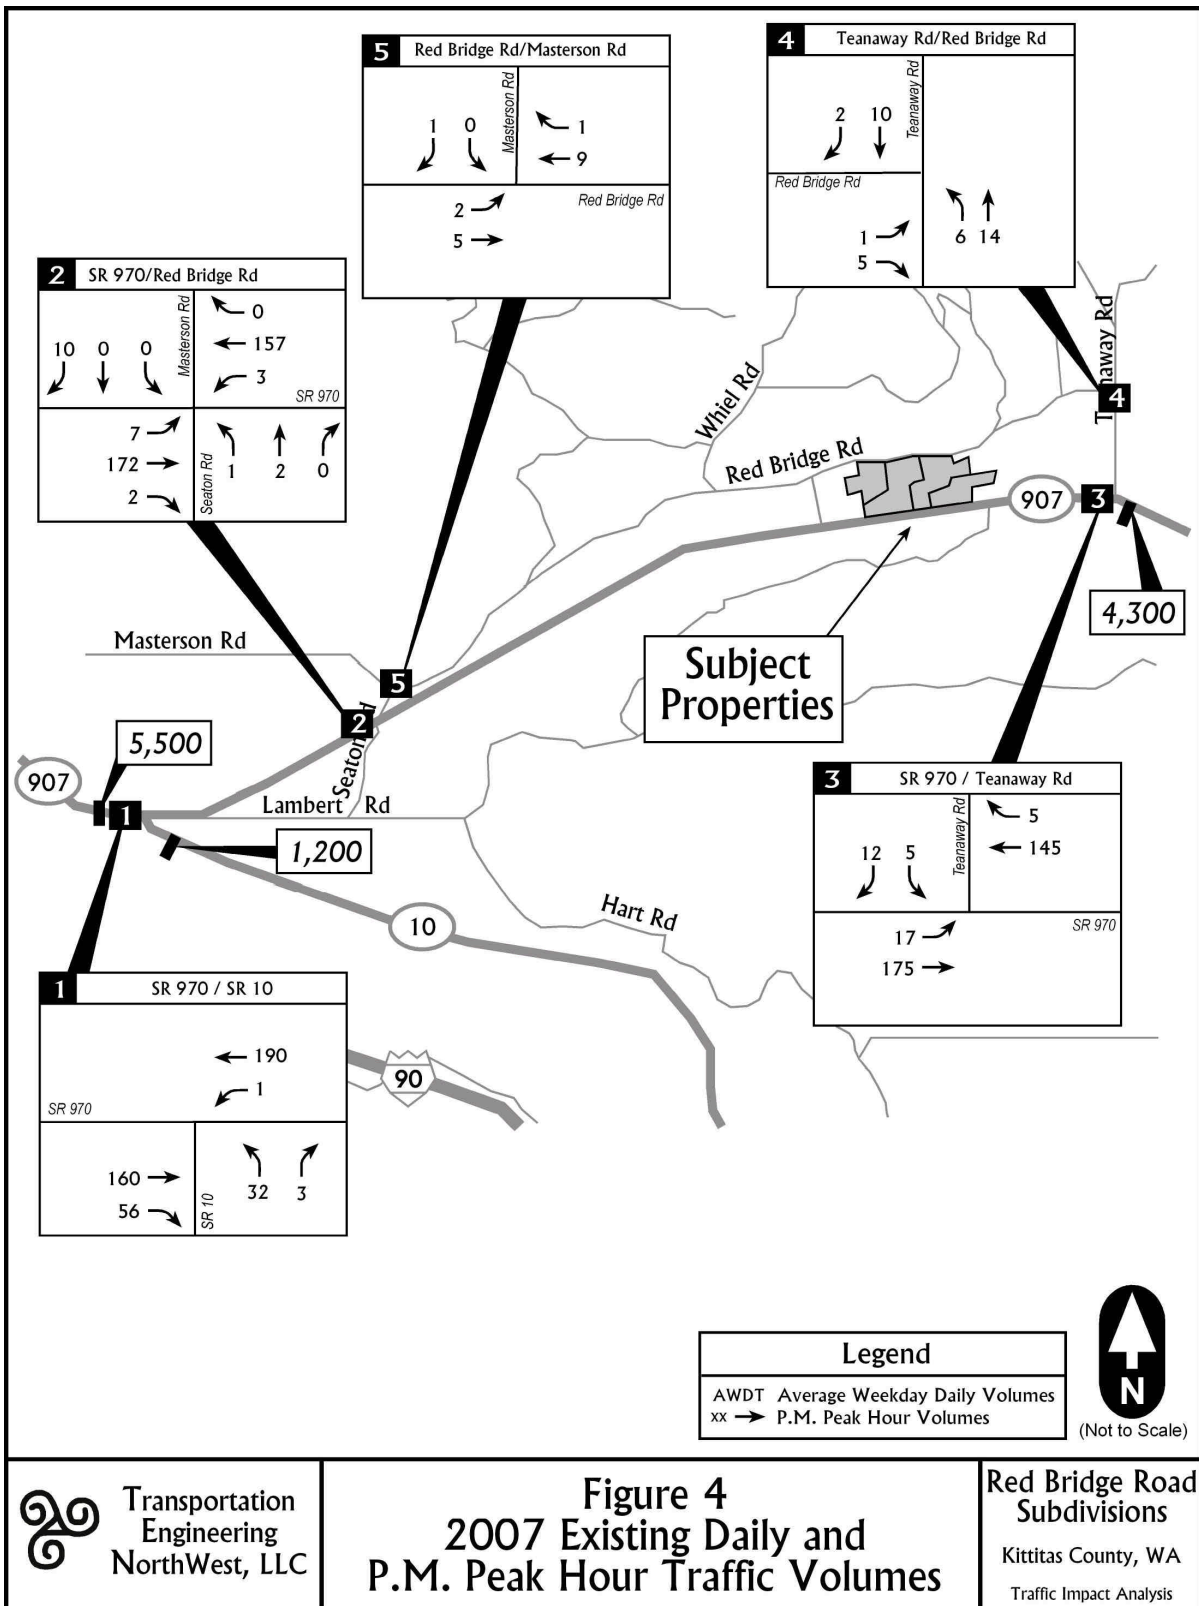 5 Red Bridge Rd/Masterson Rd
Masterson Rd
1 0
1
9
Red Bridge Rd
2
5
4 Teanaway Rd/Red Bridge Rd
Teanaway Rd
2 10
Red Bridge Rd
1
5
6 14
2 SR 970/Red Bridge Rd
Masterson Rd
10 0 0
0
157
3
SR 970
7
172
2
Seaton Rd
1 2 0
Teanaway Rd
4
Whiel Rd
Red Bridge Rd
907
3
4,300
Masterson Rd
5
2
Seaton Rd
Subject
Properties
5,500
907
1
Lambert Rd
1,200
10
Hart Rd
3 SR 970 / Teanaway Rd
Teanaway Rd
12 5
5
145
SR 970
17
175
1 SR 970 / SR 10
190
1
SR 970
160
56
SR 10
32 3
90
Legend
AWDT Average Weekday Daily Volumes
xx P.M. Peak Hour Volumes
N
(Not to Scale)
Transportation
Engineering
NorthWest, LLC
Figure 4
2007 Existing Daily and
P.M. Peak Hour Traffic Volumes
Red Bridge Road
Subdivisions
Kittitas County, WA
Traffic Impact Analysis